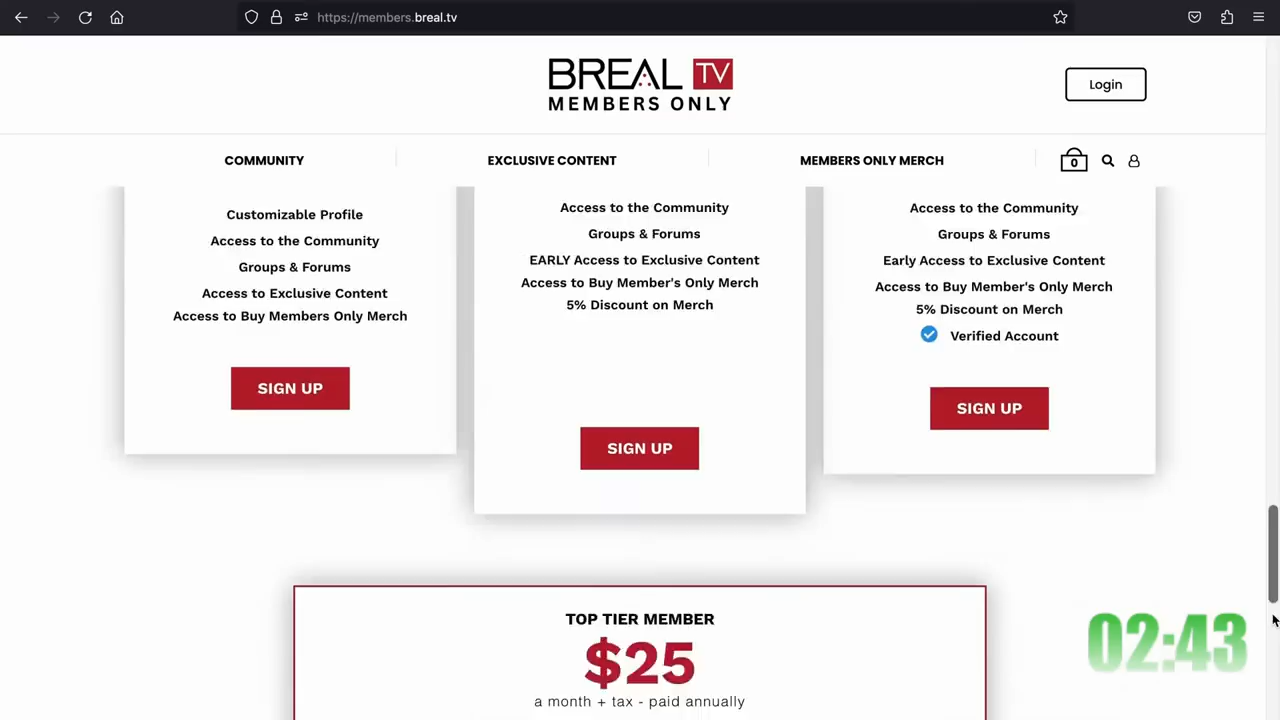 https://members.breal.tv
BREAL TV
MEMBERS ONLY
Login
COMMUNITY
EXCLUSIVE CONTENT
MEMBERS ONLY MERCH
0
Customizable Profile
Access to the Community
Groups & Forums
Access to Exclusive Content
Access to Buy Members Only Merch
SIGN UP
Access to the Community
Groups & Forums
EARLY Access to Exclusive Content
Access to Buy Member's Only Merch
5% Discount on Merch
SIGN UP
Access to the Community
Groups & Forums
Early Access to Exclusive Content
Access to Buy Member's Only Merch
5% Discount on Merch
Verified Account
SIGN UP
TOP TIER MEMBER
$25
a month + tax - paid annually
02:43